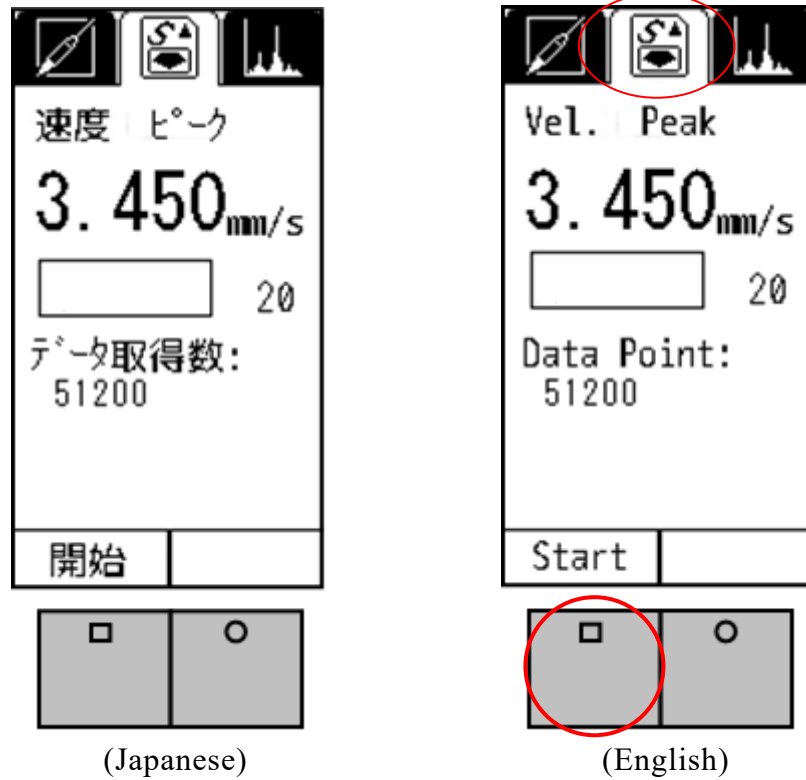 S
速度 ピーク
3.450mm/s
20
データ取得数:
51200
開始
(Japanese)
S
Vel. Peak
3.450mm/s
20
Data Point:
51200
Start
(English)